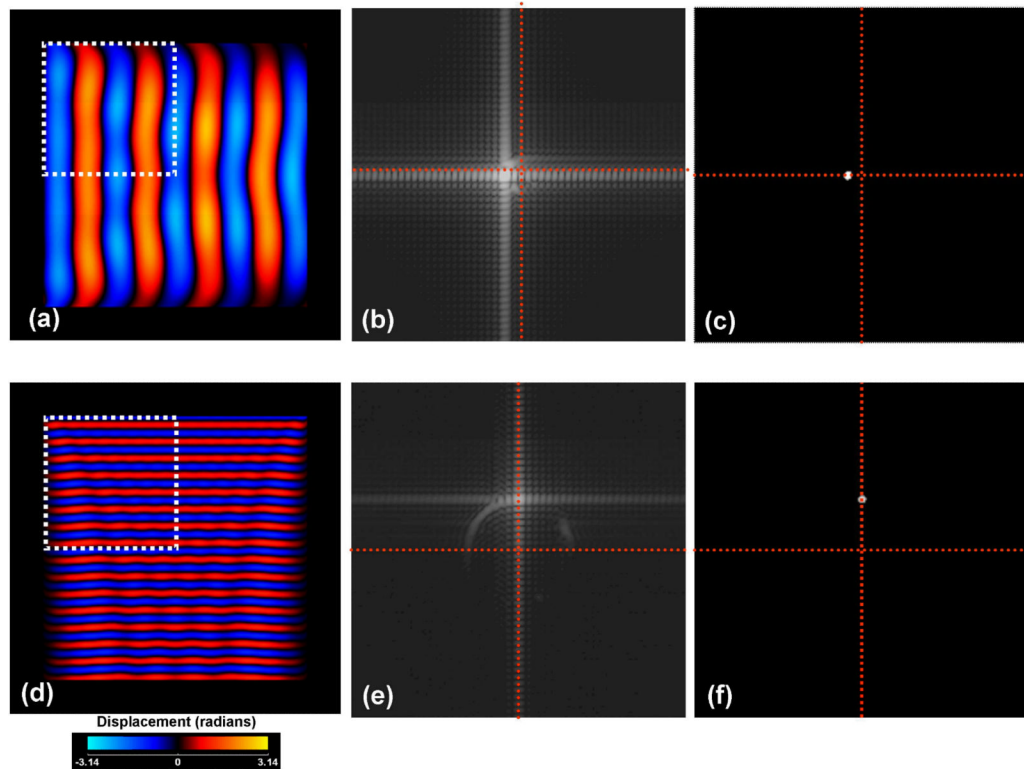 (a)
(b)
(c)
(d)
(e)
(f)
Displacement (radians)
-3.14 0 3.14